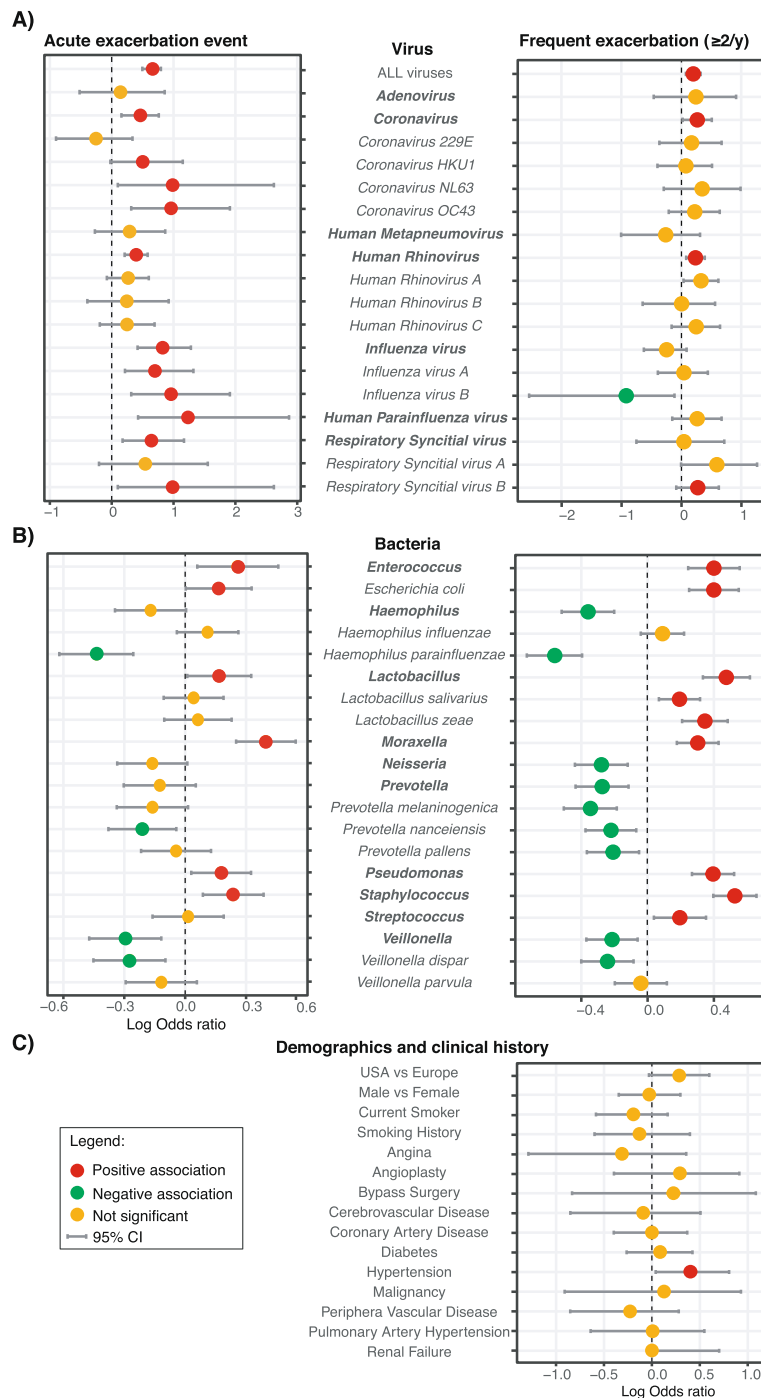 A)
Acute exacerbation event
Virus
Frequent exacerbation (≥2/y)
ALL viruses
Adenovirus
Coronavirus
Coronavirus 229E
Coronavirus HKU1
Coronavirus NL63
Coronavirus OC43
Human Metapneumovirus
Human Rhinovirus
Human Rhinovirus A
Human Rhinovirus B
Human Rhinovirus C
Influenza virus
Influenza virus A
Influenza virus B
Human Parainfluenza virus
Respiratory Syncitial virus
Respiratory Syncitial virus A
Respiratory Syncitial virus B
−1 0 1 2 3
−2 −1 0 1
B)
Bacteria
Enterococcus
Escherichia coli
Haemophilus
Haemophilus influenzae
Haemophilus parainfluenzae
Lactobacillus
Lactobacillus salivarius
Lactobacillus zeae
Moraxella
Neisseria
Prevotella
Prevotella melaninogenica
Prevotella nanceiensis
Prevotella pallens
Pseudomonas
Staphylococcus
Streptococcus
Veillonella
Veillonella dispar
Veillonella parvula
−0.6 −0.3 0.0 0.3 0.6
Log Odds ratio
−0.4 0.0 0.4
C)
Demographics and clinical history
USA vs Europe
Male vs Female
Current Smoker
Smoking History
Angina
Angioplasty
Bypass Surgery
Cerebrovascular Disease
Coronary Artery Disease
Diabetes
Hypertension
Malignancy
Periphera Vascular Disease
Pulmonary Artery Hypertension
Renal Failure
−1.0 −0.5 0.0 0.5 1.0
Log Odds ratio
Legend:
Positive association
Negative association
Not significant
95% CI